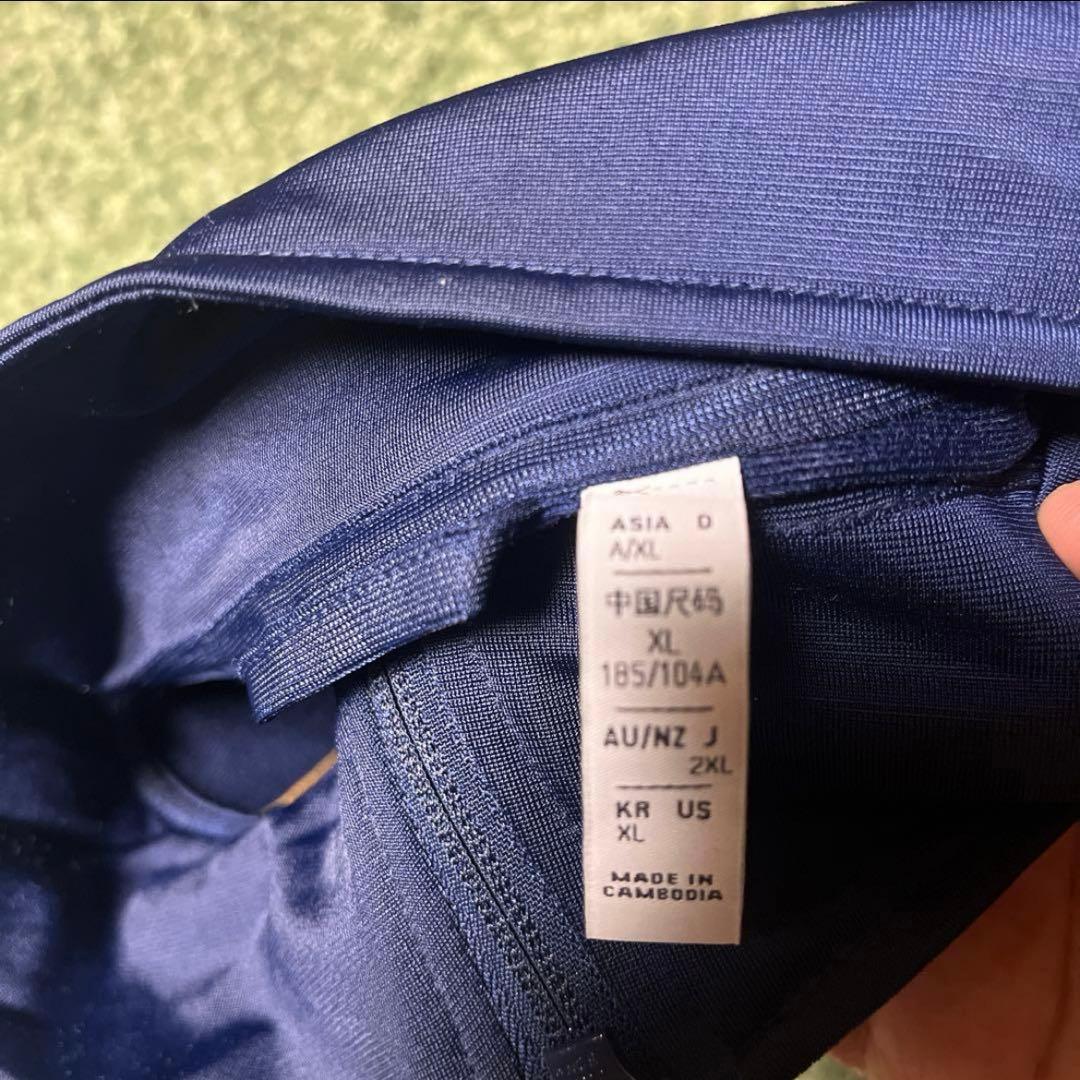 ASIA D
A/XL
中国尺码
XL
185/104A
AU/NZ J
2XL
KR US
XL
MADE IN
CAMBODIA